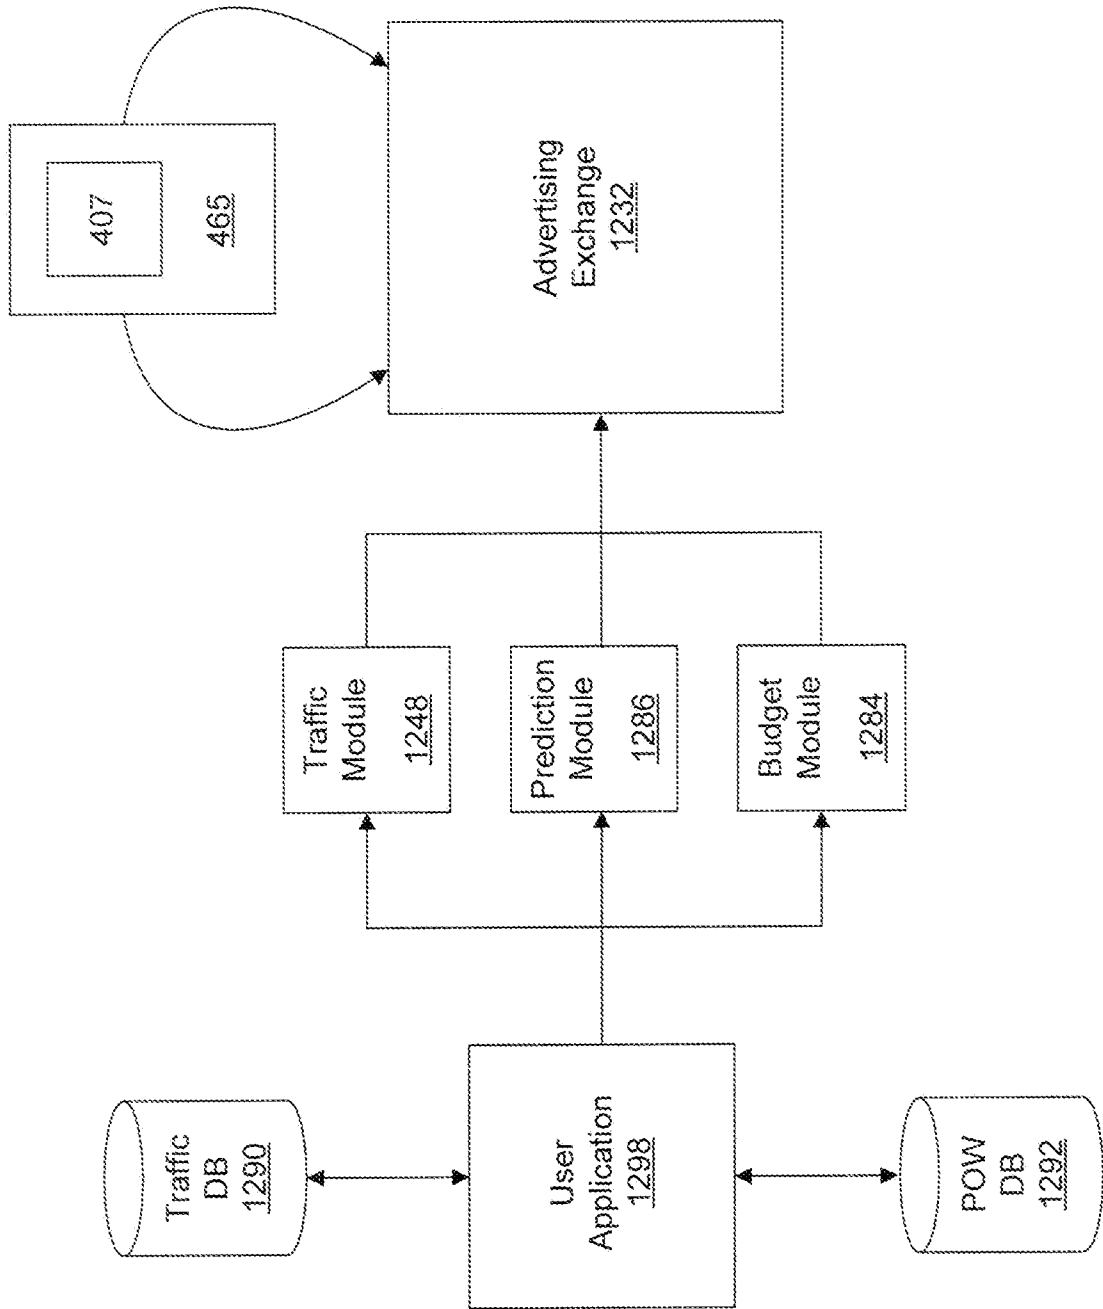 Traffic
DB
1290
User
Application
1298
POW
DB
1292
Traffic
Module
1248
Prediction
Module
1286
Budget
Module
1284
407
465
Advertising
Exchange
1232